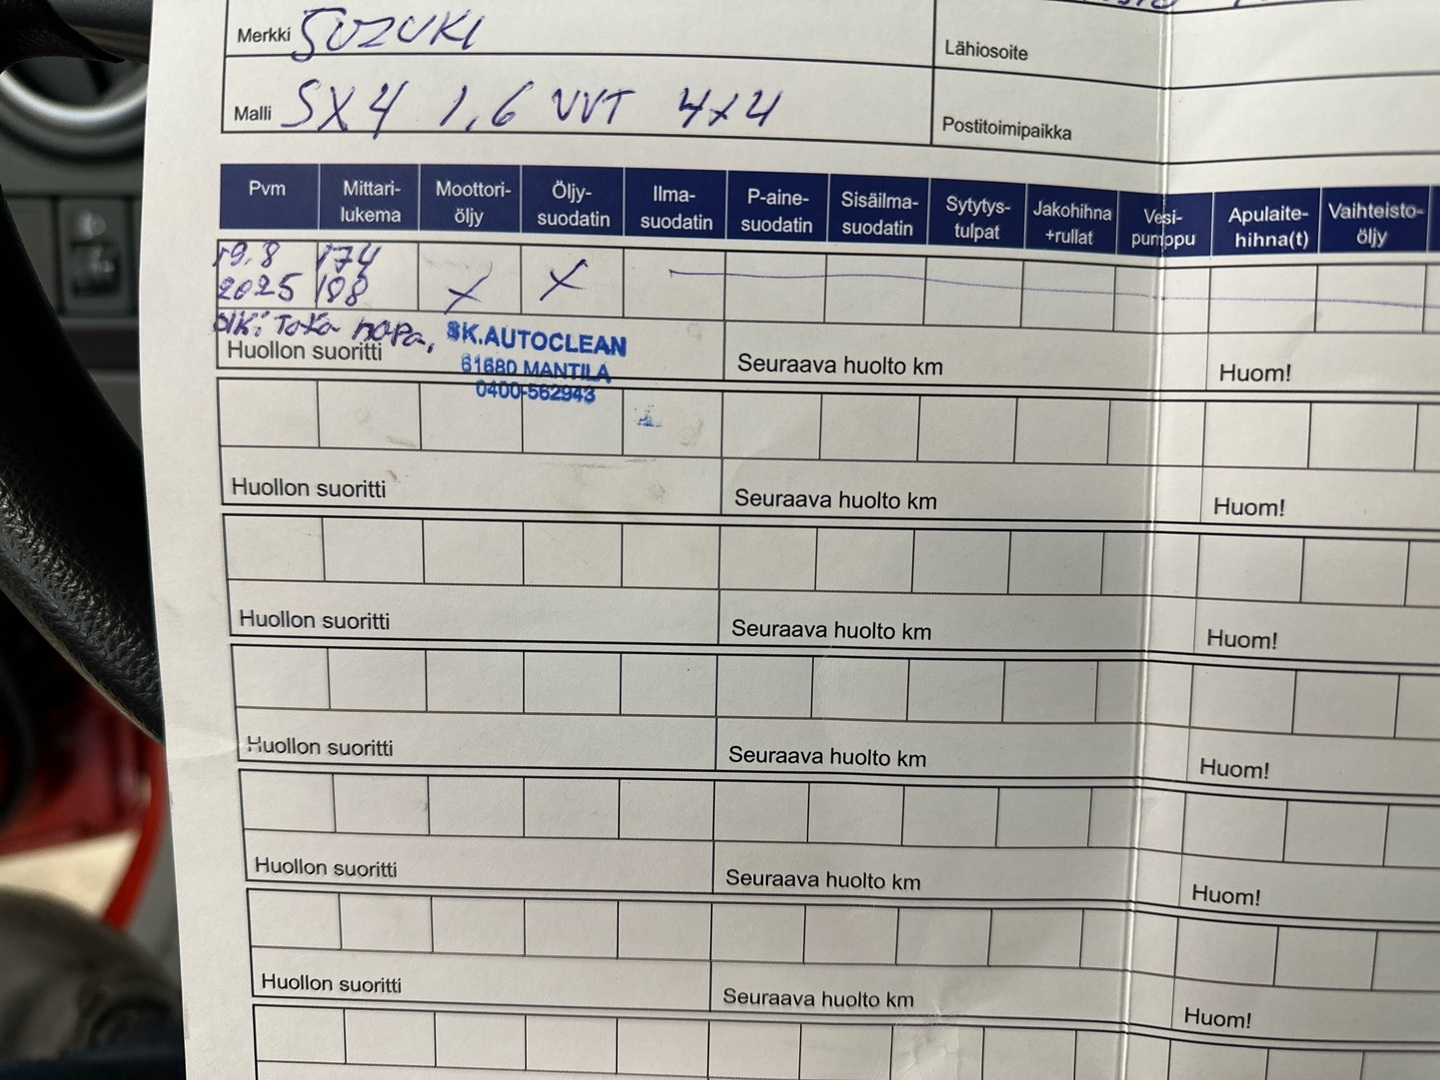 Merkki SUZUKI
Lähiosoite
Malli SX4 1,6 VVT 4x4
Postitoimipaikka
Pvm Mittari-lukema Moottori-öljy Öljy-suodatin Ilma-suodatin P-aine-suodatin Sisäilma-suodatin Sytytys-tulpat Jakohihna +rullat Vesi-pumppu Apulaite-hihna(t) Vaihteisto-öljy
19.8 174
2025 198 x x
oik. Taka napa,
SK.AUTOCLEAN
61680 MANTILA
0400-562943
Huollon suoritti Seuraava huolto km Huom!
Huollon suoritti Seuraava huolto km Huom!
Huollon suoritti Seuraava huolto km Huom!
Huollon suoritti Seuraava huolto km Huom!
Huollon suoritti Seuraava huolto km Huom!
Huollon suoritti Seuraava huolto km Huom!